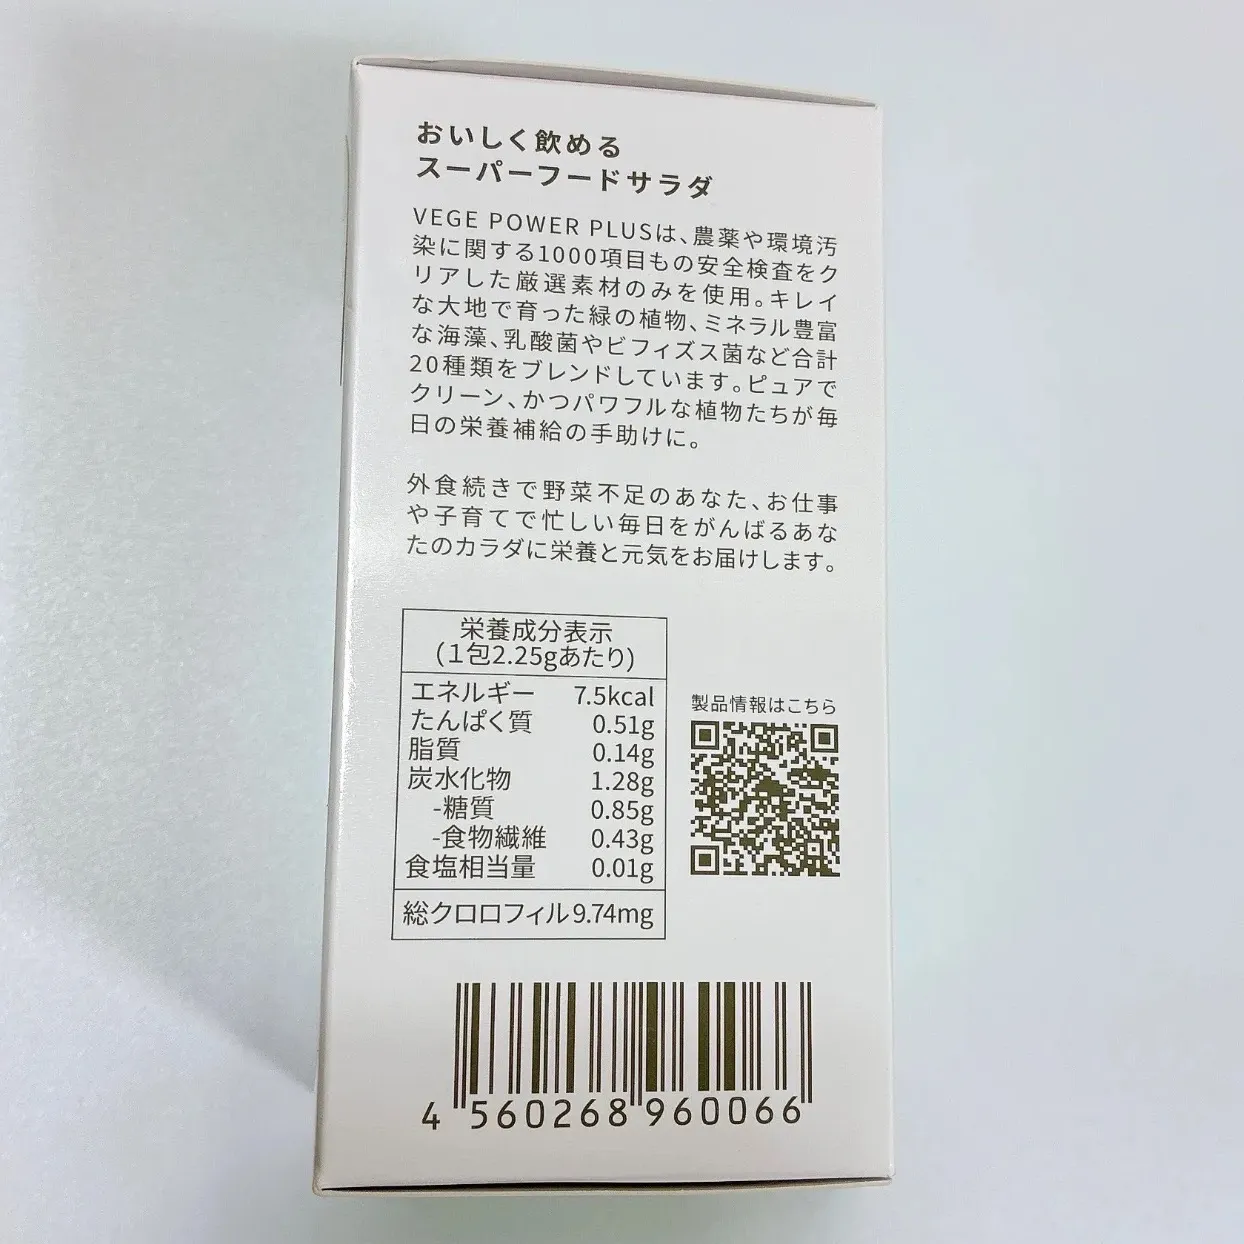 おいしく飲める
スーパーフードサラダ
VEGE POWER PLUSは、農薬や環境汚
染に関する1000項目もの安全検査をク
リアした厳選素材のみを使用。キレイ
な大地で育った緑の植物、ミネラル豊富
な海藻、乳酸菌やビフィズス菌など合計
20種類をブレンドしています。ピュアで
クリーン、かつパワフルな植物たちが毎
日の栄養補給の手助けに。
外食続きで野菜不足のあなた、お仕事
や子育てで忙しい毎日をがんばるあな
たのカラダに栄養と元気をお届けします。
栄養成分表示
(1包2.25gあたり)
エネルギー 7.5kcal
たんぱく質 0.51g
脂質 0.14g
炭水化物 1.28g
-糖質 0.85g
-食物繊維 0.43g
食塩相当量 0.01g
総クロロフィル9.74mg
製品情報はこちら
4 560268 960066